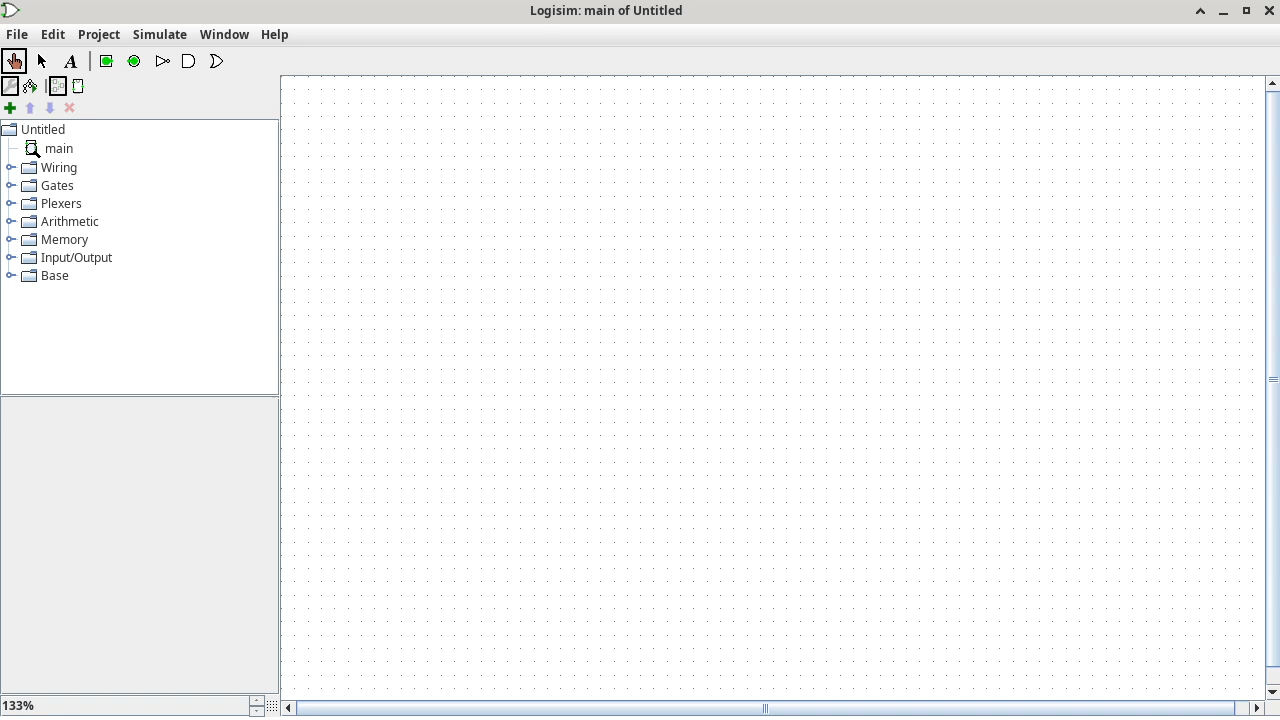 Logisim: main of Untitled
File Edit Project Simulate Window Help
A
Untitled
main
Wiring
Gates
Plexers
Arithmetic
Memory
Input/Output
Base
133%